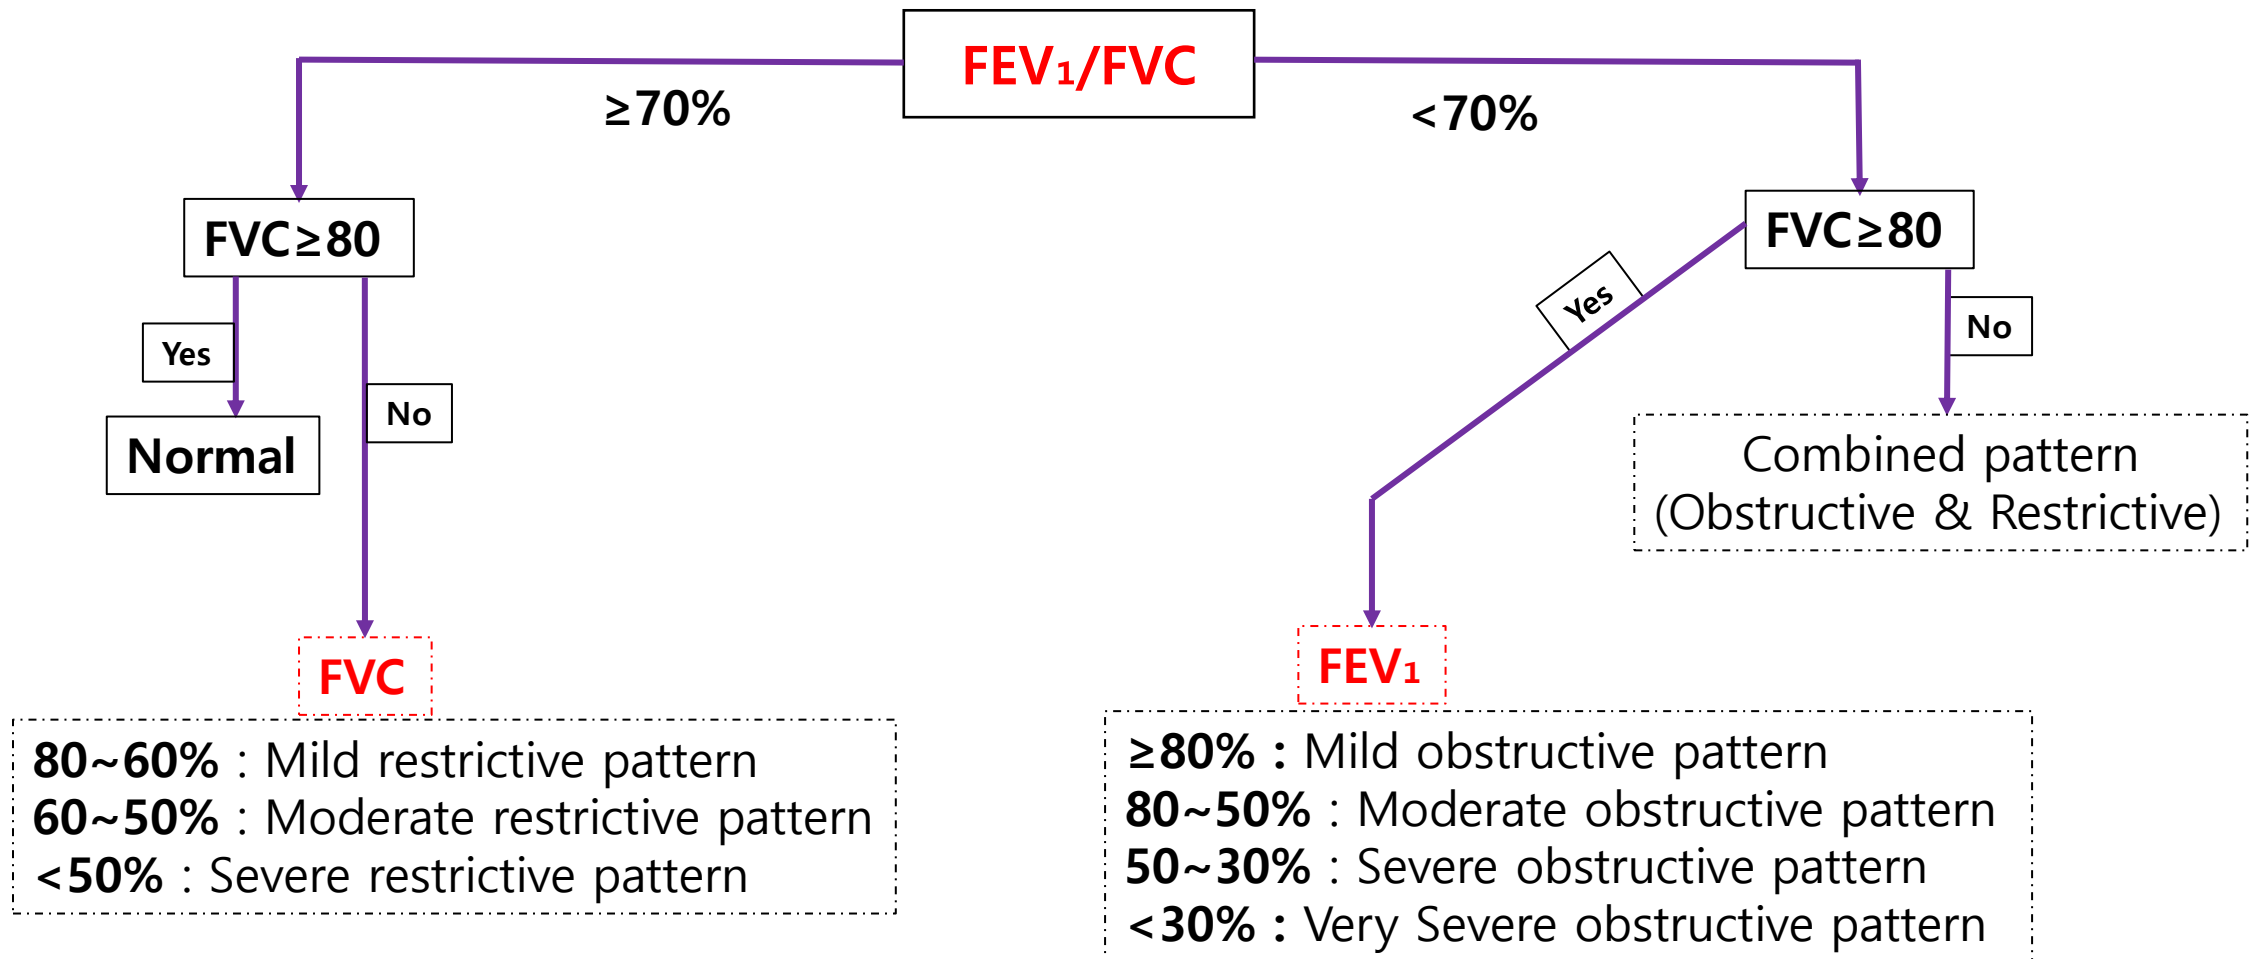 FEV₁/FVC
≥70%
<70%
FVC≥80
FVC≥80
Yes
No
Yes
No
Normal
Combined pattern
(Obstructive & Restrictive)
FVC
80~60% : Mild restrictive pattern
60~50% : Moderate restrictive pattern
<50% : Severe restrictive pattern
FEV₁
≥80% : Mild obstructive pattern
80~50% : Moderate obstructive pattern
50~30% : Severe obstructive pattern
<30% : Very Severe obstructive pattern